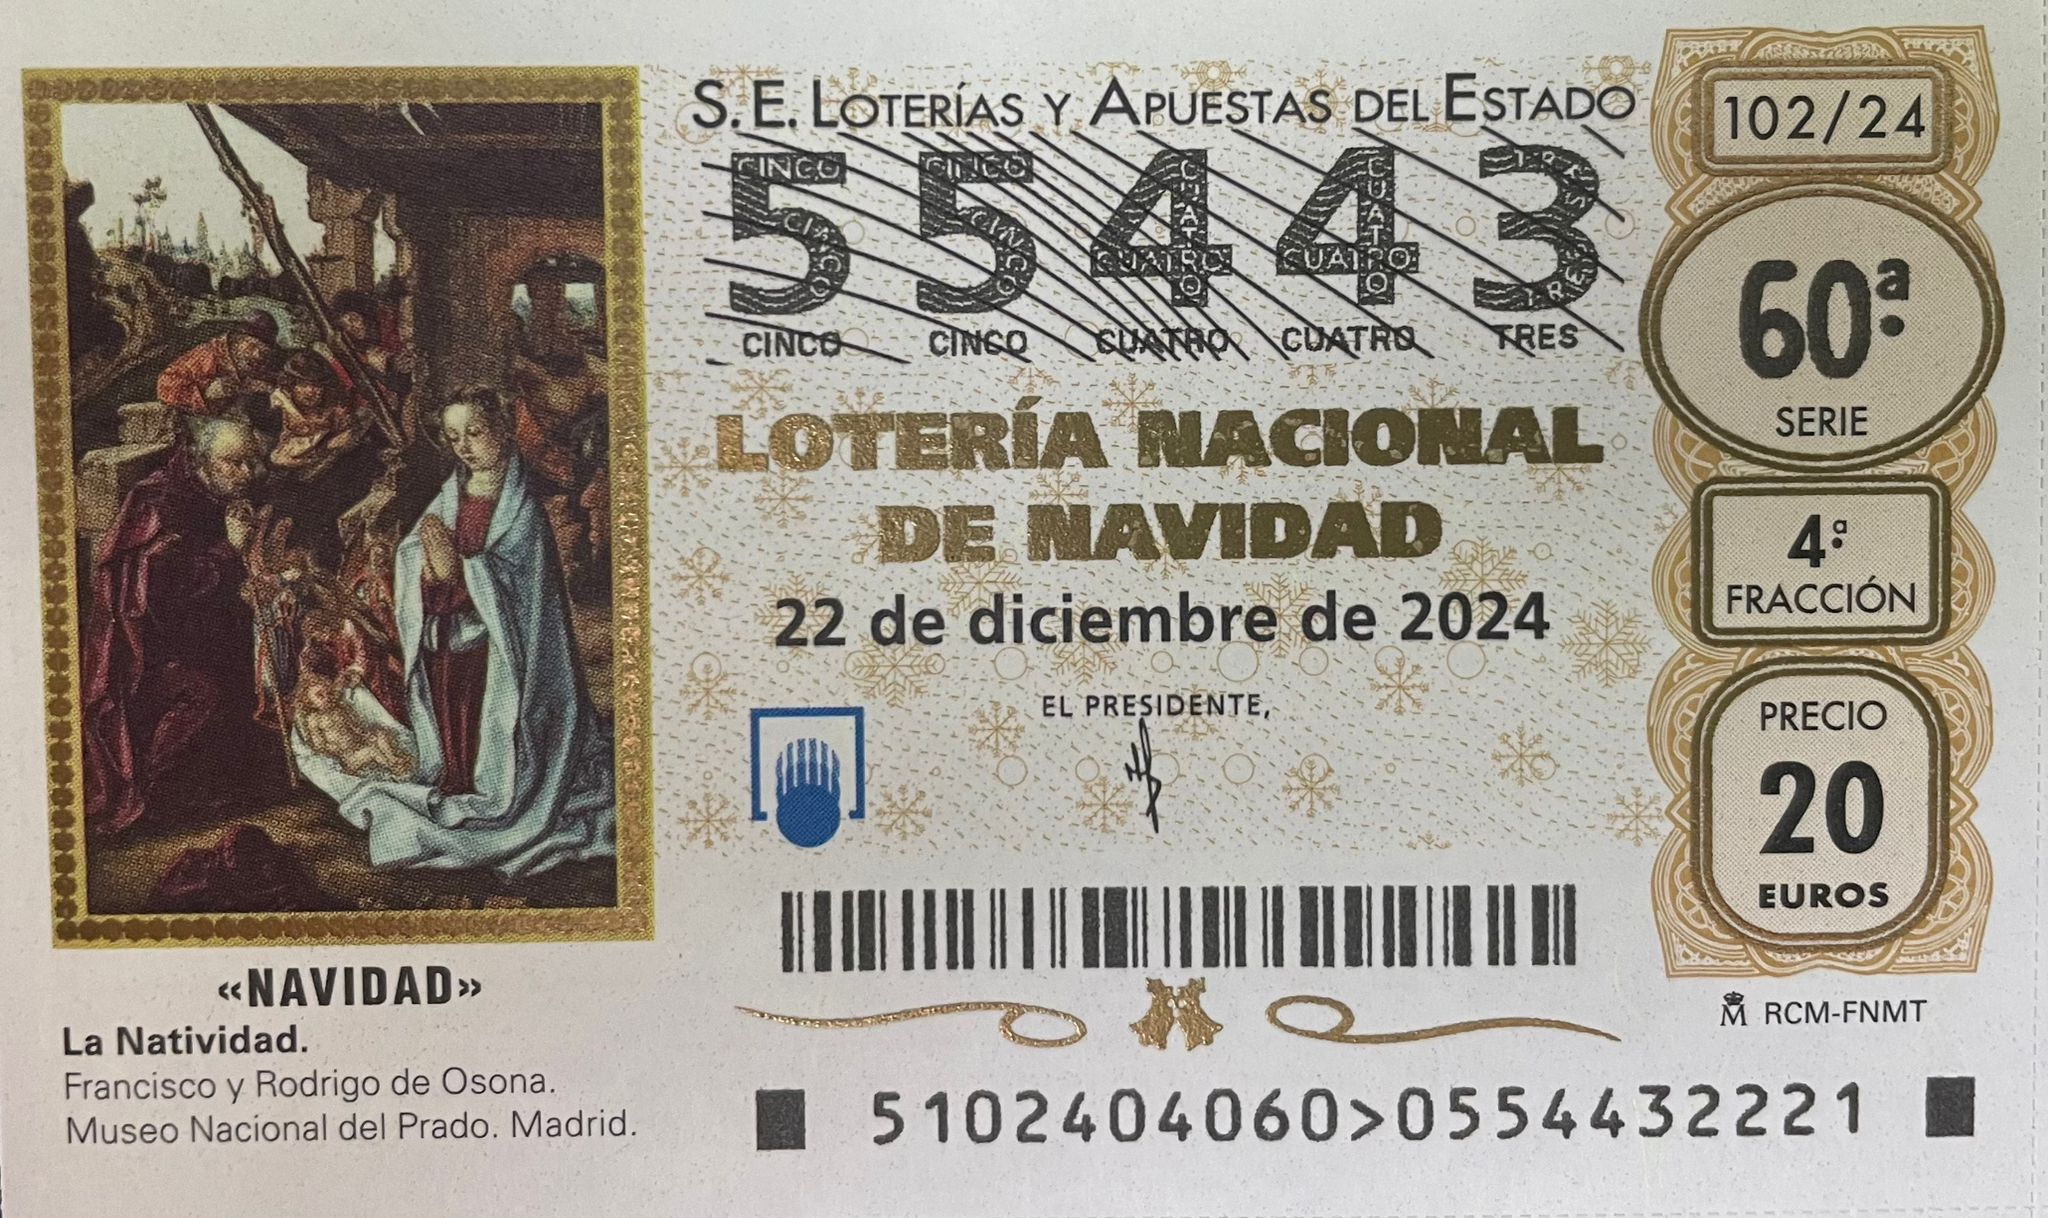 S.E. LOTERÍAS Y APUESTAS DEL ESTADO
55443
CINCO CINCO CUATRO CUATRO TRES
LOTERÍA NACIONAL
DE NAVIDAD
22 de diciembre de 2024
EL PRESIDENTE,
102/24
60ª
SERIE
4ª
FRACCIÓN
PRECIO
20
EUROS
M RCM-FNMT
«NAVIDAD»
La Natividad.
Francisco y Rodrigo de Osona.
Museo Nacional del Prado. Madrid.
5102404060>0554432221